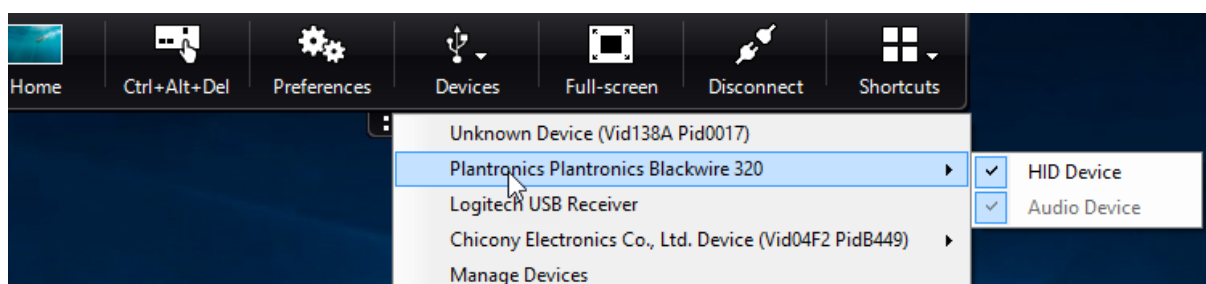 Home Ctrl+Alt+Del Preferences Devices Full-screen Disconnect Shortcuts
Unknown Device (Vid138A Pid0017)
Plantronics Plantronics Blackwire 320
HID Device
Logitech USB Receiver
Audio Device
Chicony Electronics Co., Ltd. Device (Vid04F2 PidB449)
Manage Devices